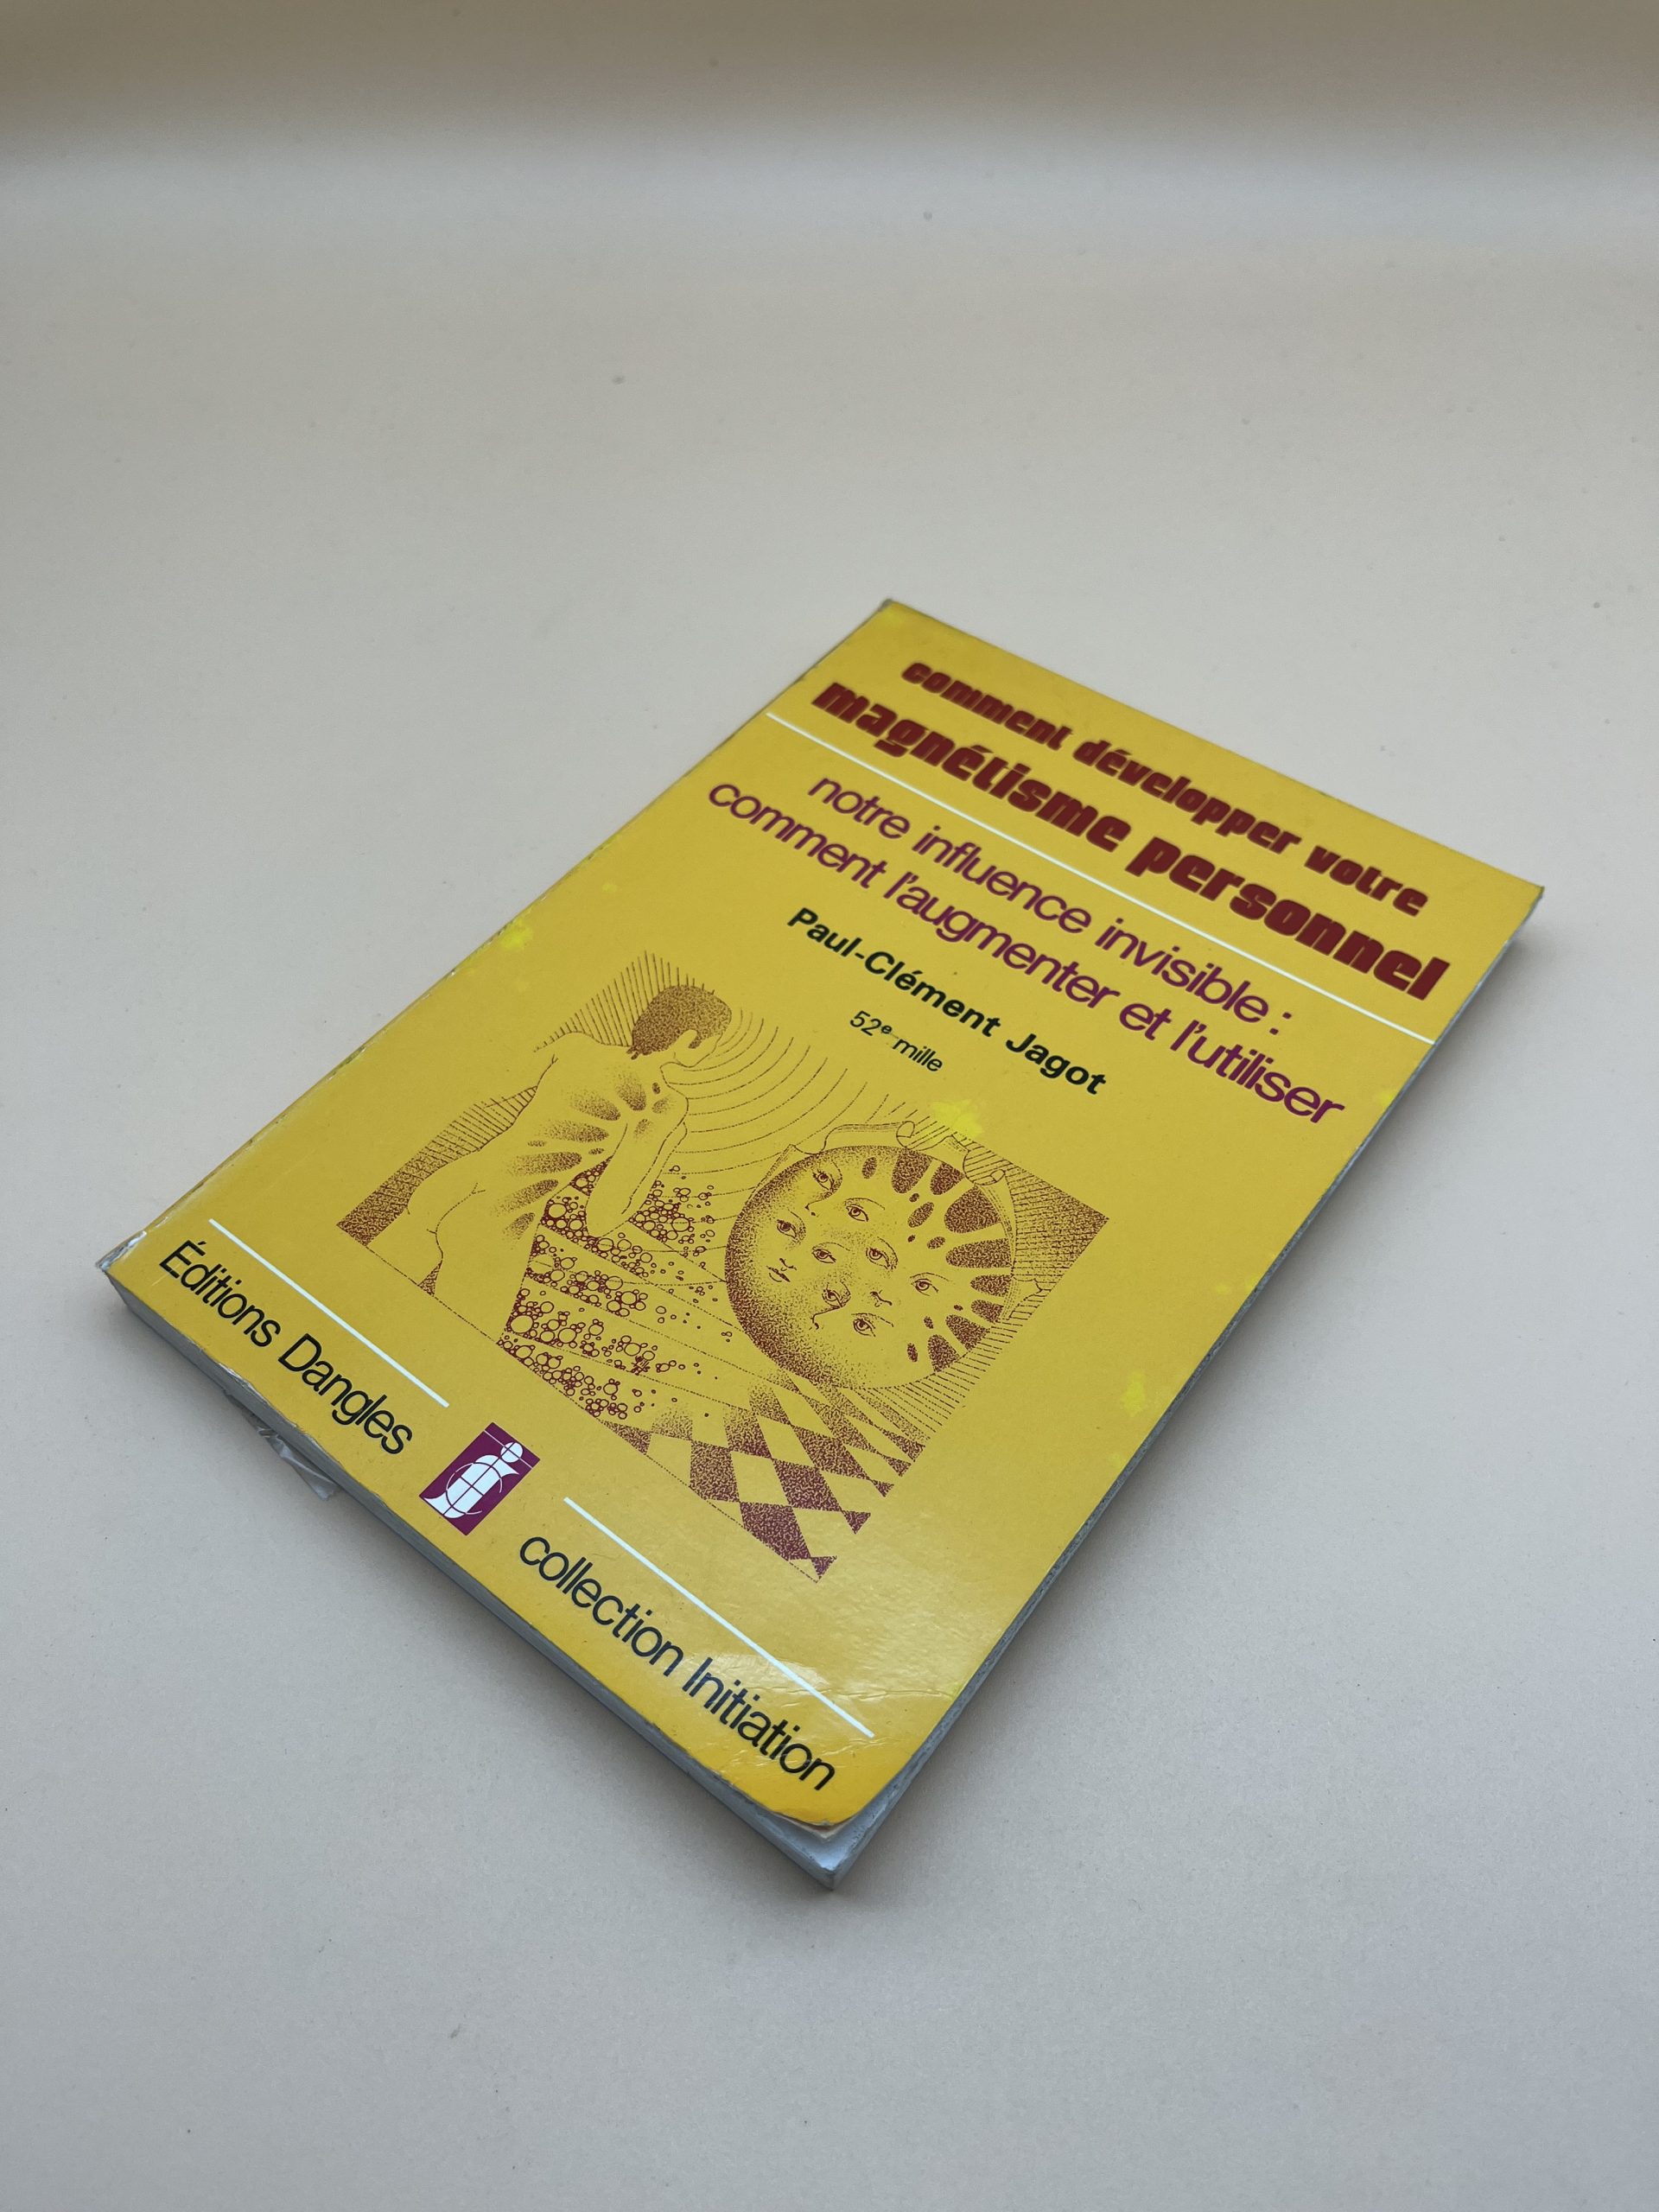 comment développer votre
magnétisme personnel
notre influence invisible :
comment l'augmenter et l'utiliser
Paul-Clément Jagot
52e mille
Éditions Dangles
collection Initiation